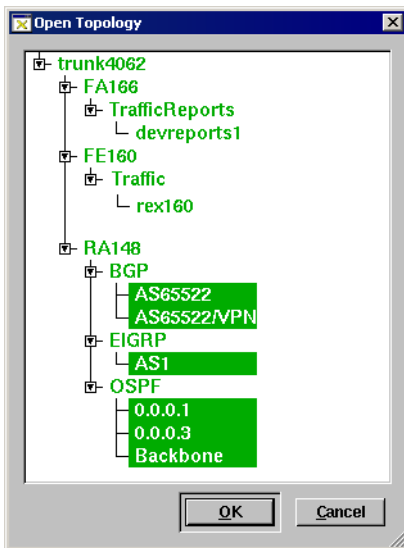 Open Topology
trunk4062
FA166
TrafficReports
devreports1
FE160
Traffic
rex160
RA148
BGP
AS65522
AS65522/VPN
EIGRP
AS1
OSPF
0.0.0.1
0.0.0.3
Backbone
OK Cancel